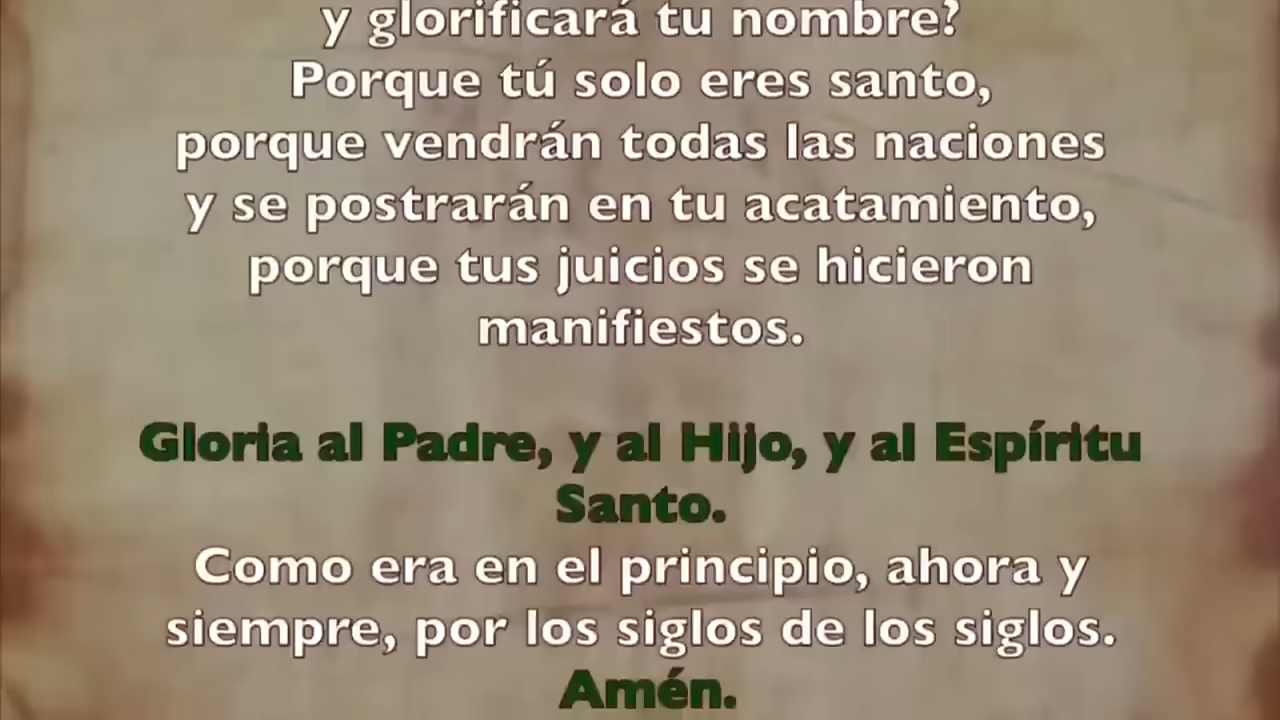 y glorificará tu nombre?
Porque tú solo eres santo,
porque vendrán todas las naciones
y se postrarán en tu acatamiento,
porque tus juicios se hicieron
manifiestos.
Gloria al Padre, y al Hijo, y al Espíritu
Santo.
Como era en el principio, ahora y
siempre, por los siglos de los siglos.
Amén.